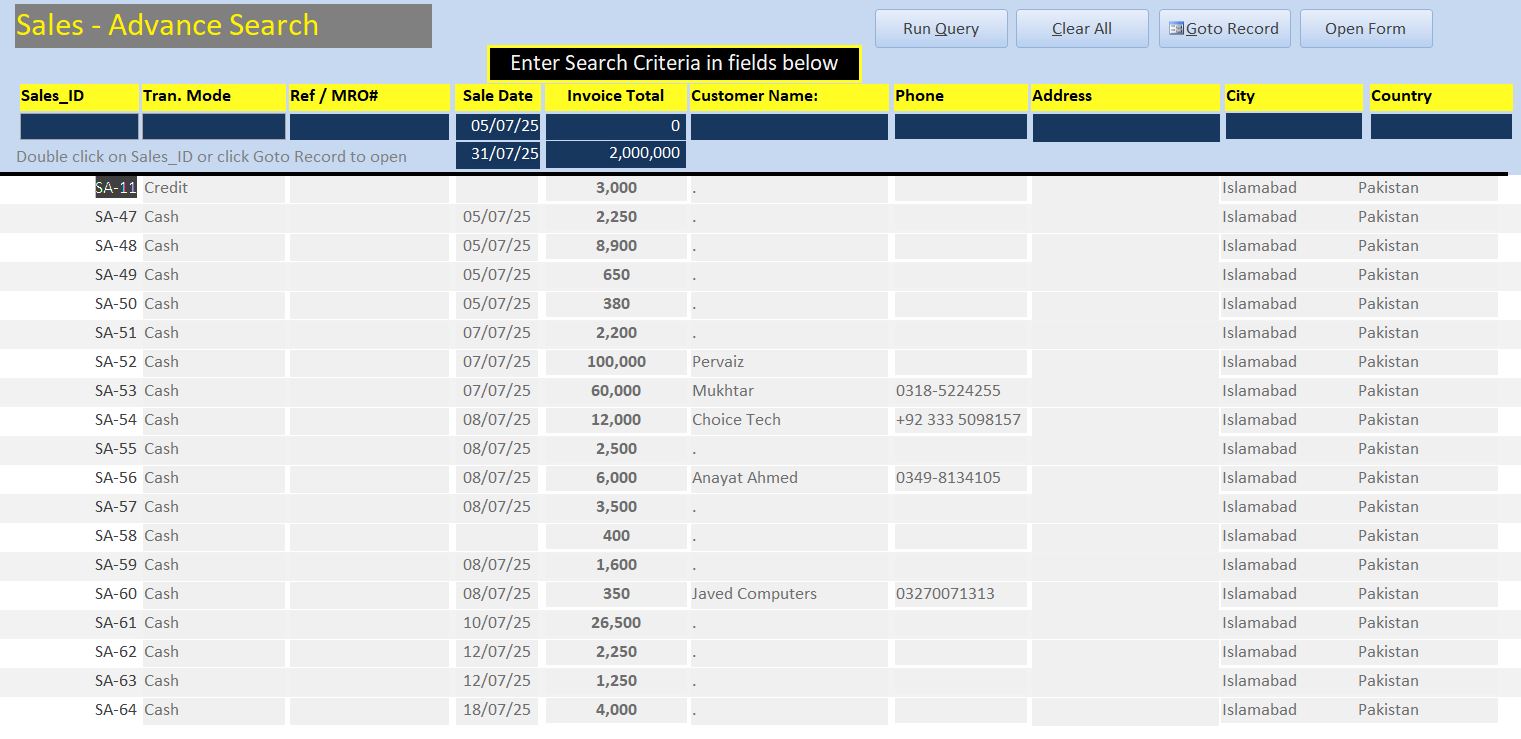 Sales - Advance Search
Run Query Clear All Goto Record Open Form
Enter Search Criteria in fields below
Sales_ID Tran. Mode Ref / MRO# Sale Date Invoice Total Customer Name: Phone Address City Country
05/07/25 0
Double click on Sales_ID or click Goto Record to open 31/07/25 2,000,000
SA-11 Credit 3,000 . Islamabad Pakistan
SA-47 Cash 05/07/25 2,250 . Islamabad Pakistan
SA-48 Cash 05/07/25 8,900 . Islamabad Pakistan
SA-49 Cash 05/07/25 650 . Islamabad Pakistan
SA-50 Cash 05/07/25 380 . Islamabad Pakistan
SA-51 Cash 07/07/25 2,200 . Islamabad Pakistan
SA-52 Cash 07/07/25 100,000 Pervaiz Islamabad Pakistan
SA-53 Cash 07/07/25 60,000 Mukhtar 0318-5224255 Islamabad Pakistan
SA-54 Cash 08/07/25 12,000 Choice Tech +92 333 5098157 Islamabad Pakistan
SA-55 Cash 08/07/25 2,500 . Islamabad Pakistan
SA-56 Cash 08/07/25 6,000 Anayat Ahmed 0349-8134105 Islamabad Pakistan
SA-57 Cash 08/07/25 3,500 . Islamabad Pakistan
SA-58 Cash 400 . Islamabad Pakistan
SA-59 Cash 08/07/25 1,600 . Islamabad Pakistan
SA-60 Cash 08/07/25 350 Javed Computers 03270071313 Islamabad Pakistan
SA-61 Cash 10/07/25 26,500 . Islamabad Pakistan
SA-62 Cash 12/07/25 2,250 . Islamabad Pakistan
SA-63 Cash 12/07/25 1,250 . Islamabad Pakistan
SA-64 Cash 18/07/25 4,000 . Islamabad Pakistan